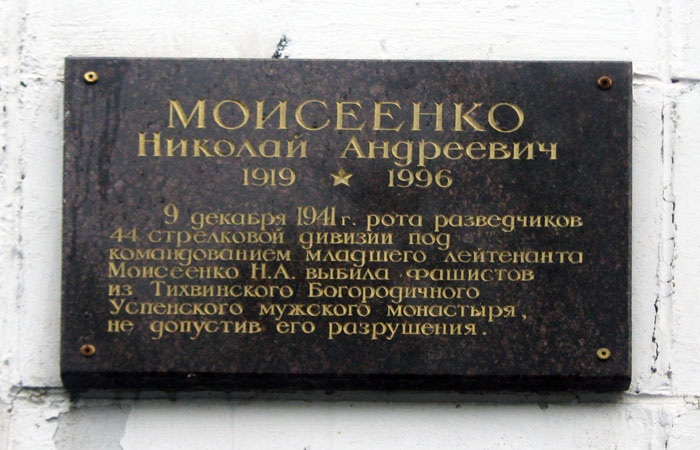 МОИСЕЕНКО
Николай Андреевич
1919 ★ 1996
9 декабря 1941 г. рота разведчиков
44 стрелковой дивизии под
командованием младшего лейтенанта
Моисеенко Н.А. выбила фашистов
из Тихвинского Богородичного
Успенского мужского монастыря,
не допустив его разрушения.